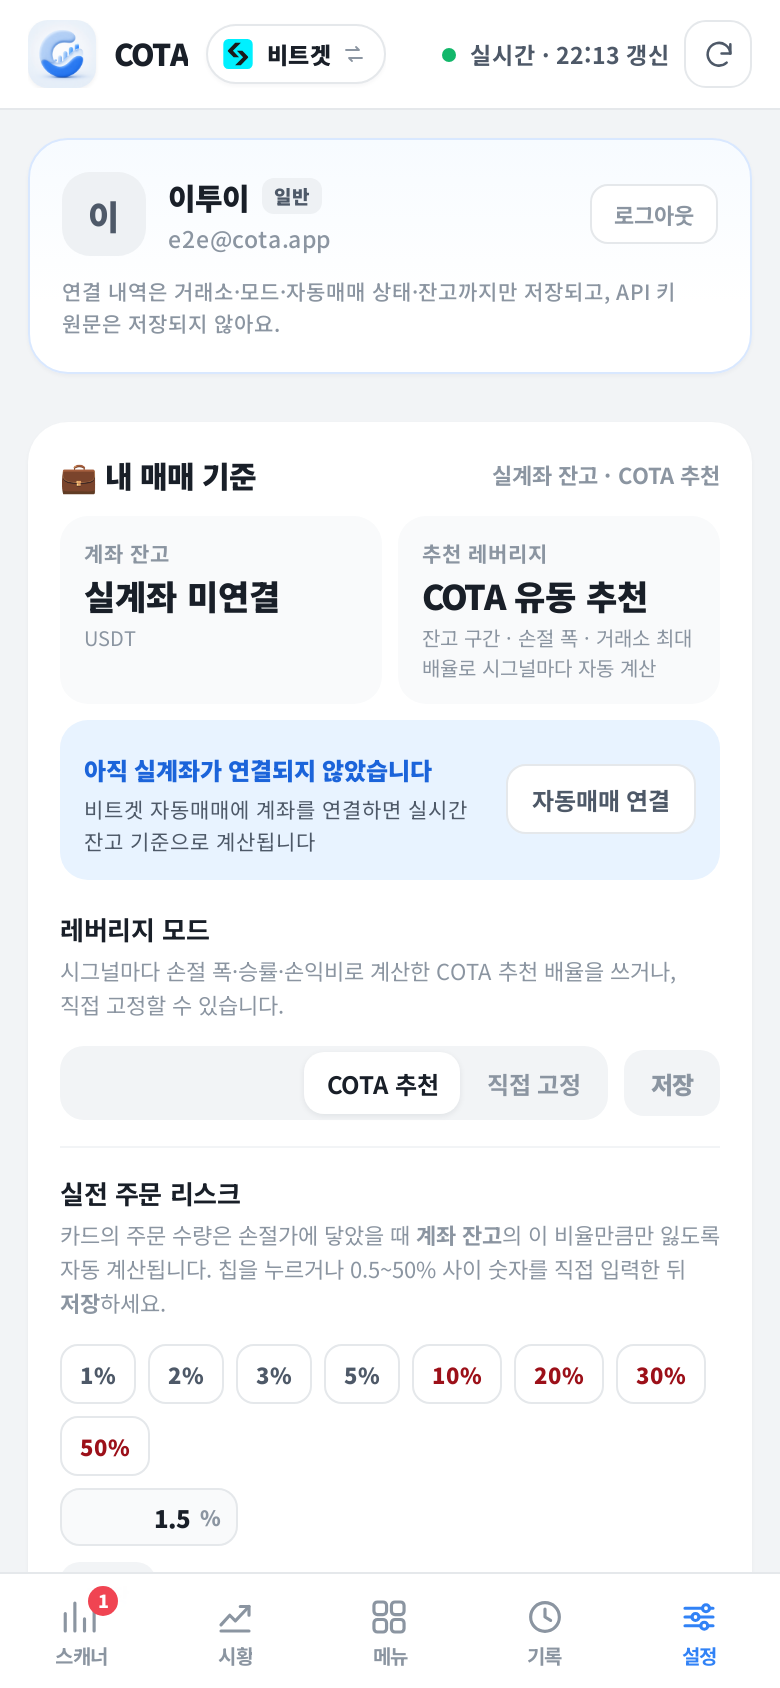 COTA 비트겟 실시간 · 22:13 갱신
이 이투이 일반
e2e@cota.app
로그아웃
연결 내역은 거래소·모드·자동매매 상태·잔고까지만 저장되고, API 키
원문은 저장되지 않아요.
💼 내 매매 기준 실계좌 잔고 · COTA 추천
계좌 잔고
실계좌 미연결
USDT
추천 레버리지
COTA 유동 추천
잔고 구간 · 손절 폭 · 거래소 최대
배율로 시그널마다 자동 계산
아직 실계좌가 연결되지 않았습니다
비트겟 자동매매에 계좌를 연결하면 실시간
잔고 기준으로 계산됩니다
자동매매 연결
레버리지 모드
시그널마다 손절 폭·승률·손익비로 계산한 COTA 추천 배율을 쓰거나,
직접 고정할 수 있습니다.
COTA 추천 직접 고정 저장
실전 주문 리스크
카드의 주문 수량은 손절가에 닿았을 때 계좌 잔고의 이 비율만큼만 잃도록
자동 계산됩니다. 칩을 누르거나 0.5~50% 사이 숫자를 직접 입력한 뒤
저장하세요.
1% 2% 3% 5% 10% 20% 30%
50%
1.5 %
1
스캐너 시황 메뉴 기록 설정